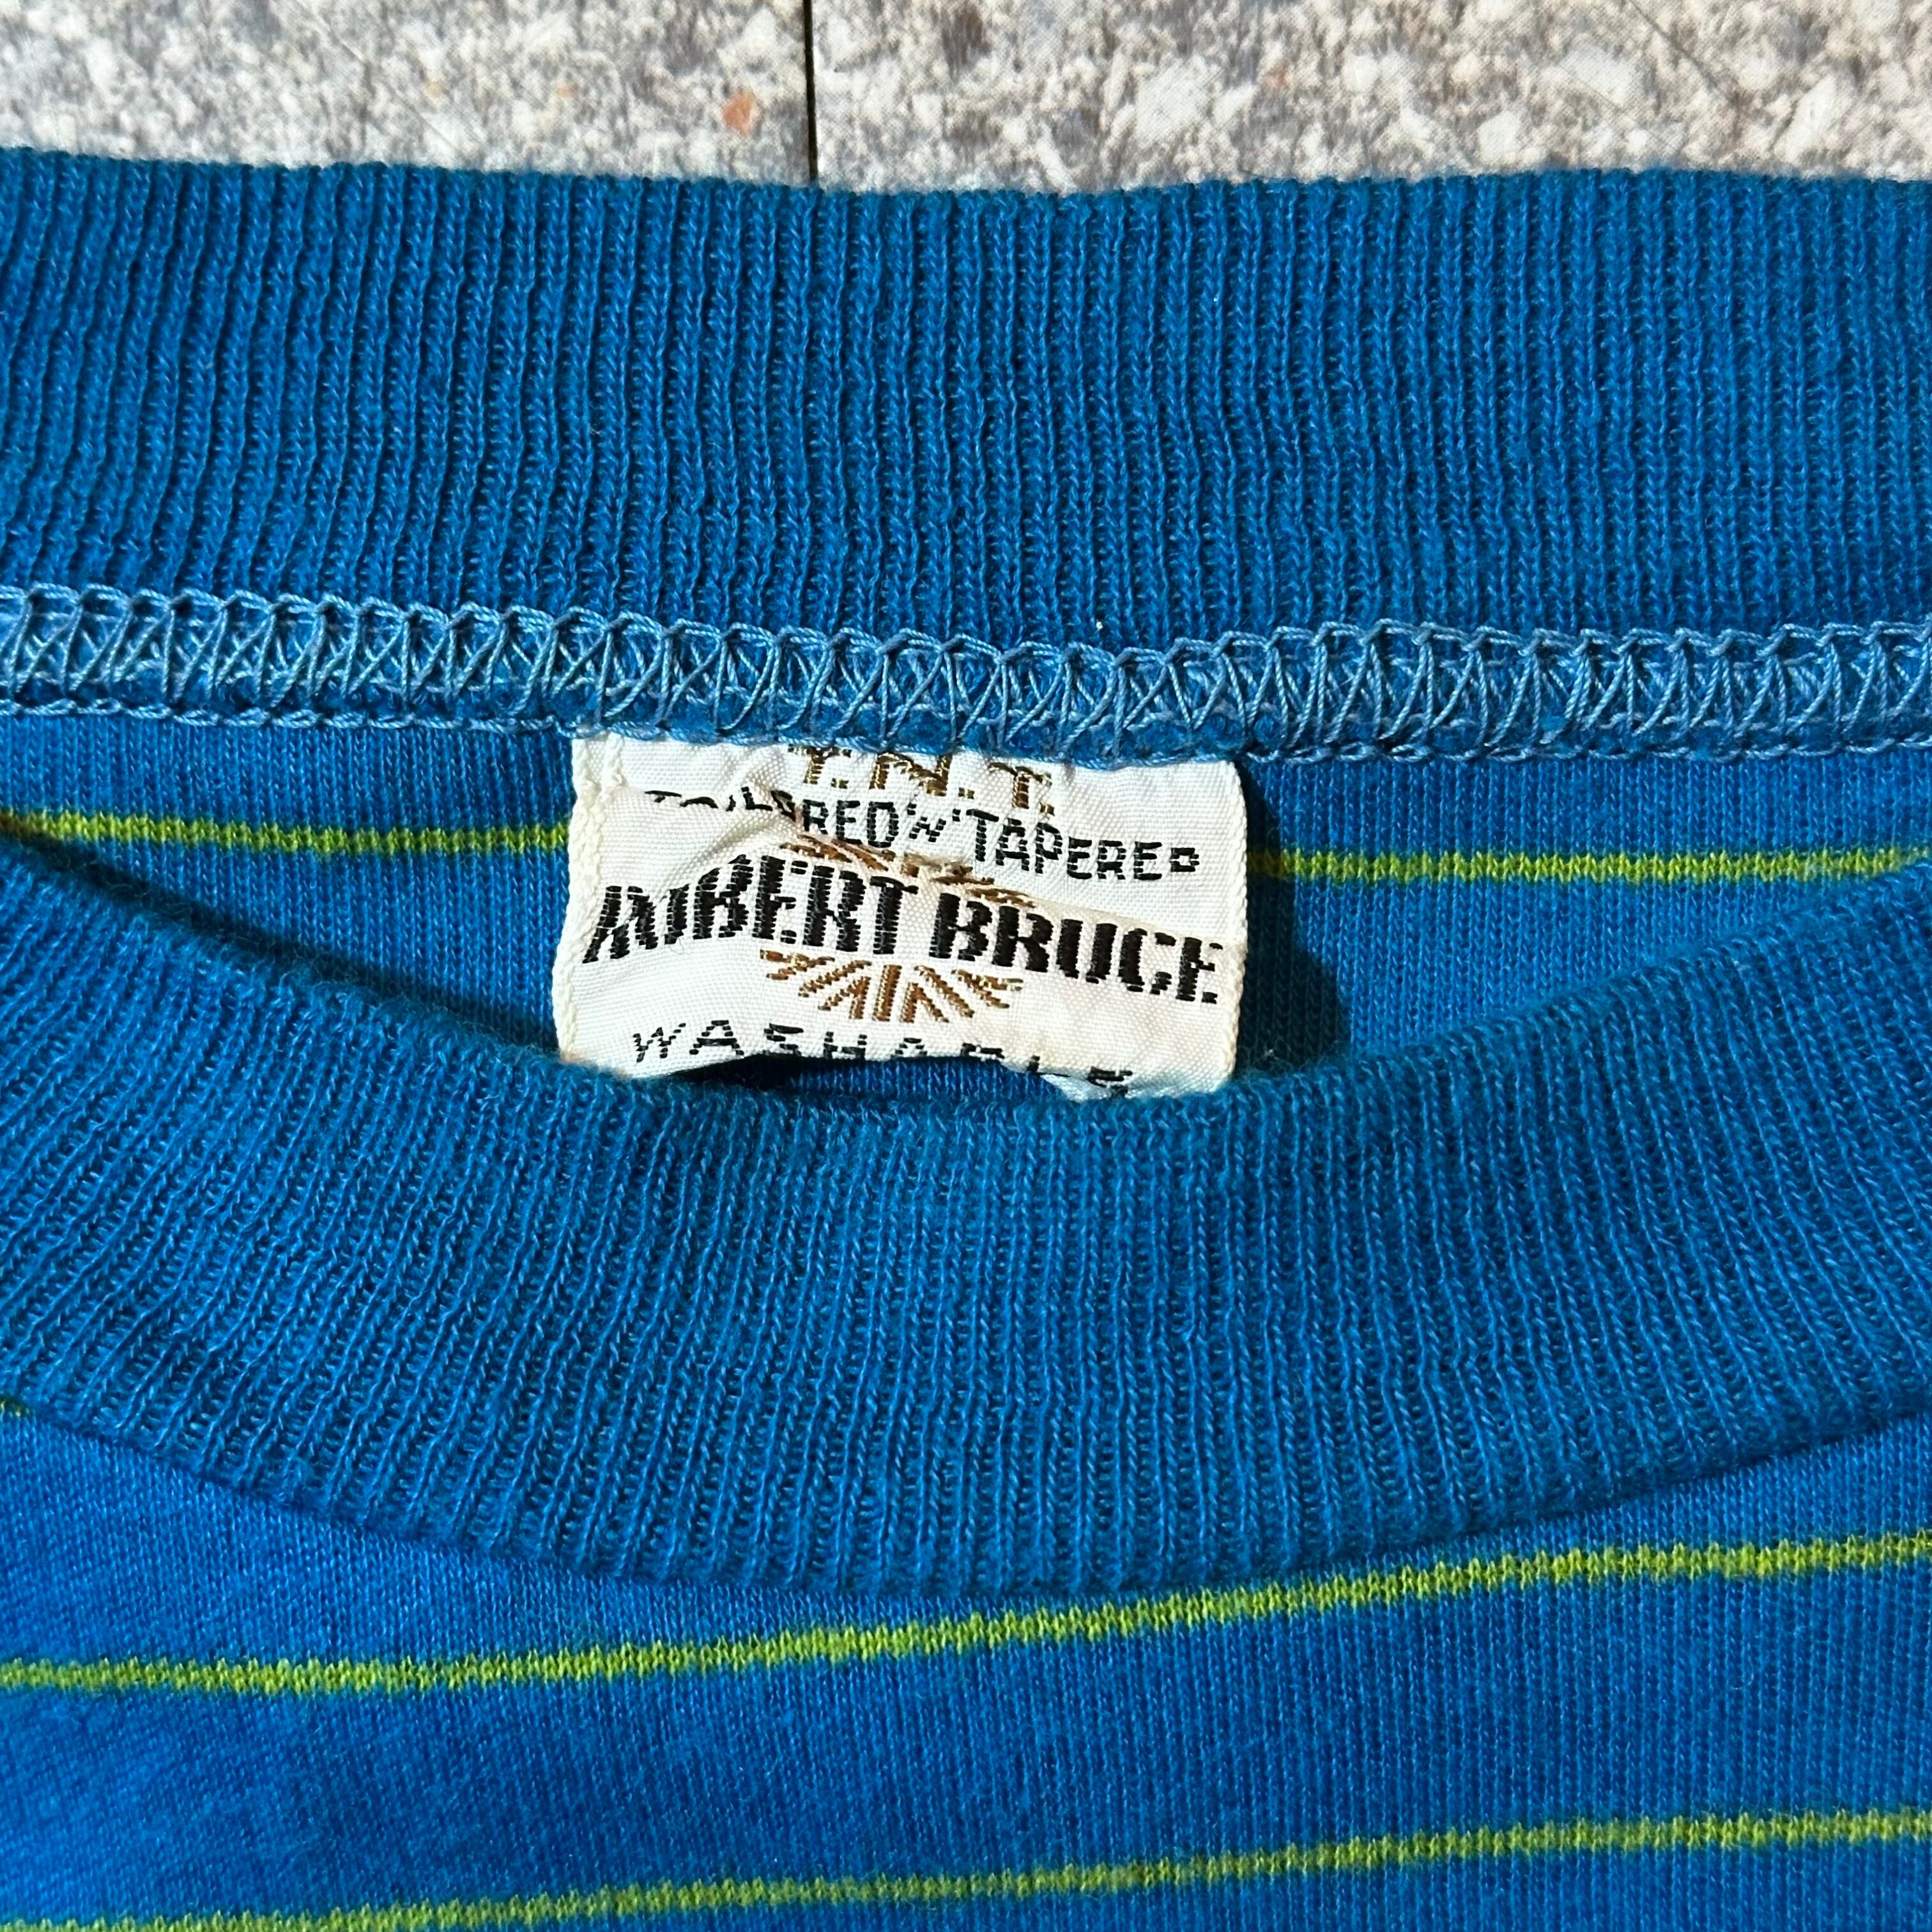 T.N.T.
TAILORED 'N' TAPERED
ROBERT BRUCE
WASHABLE